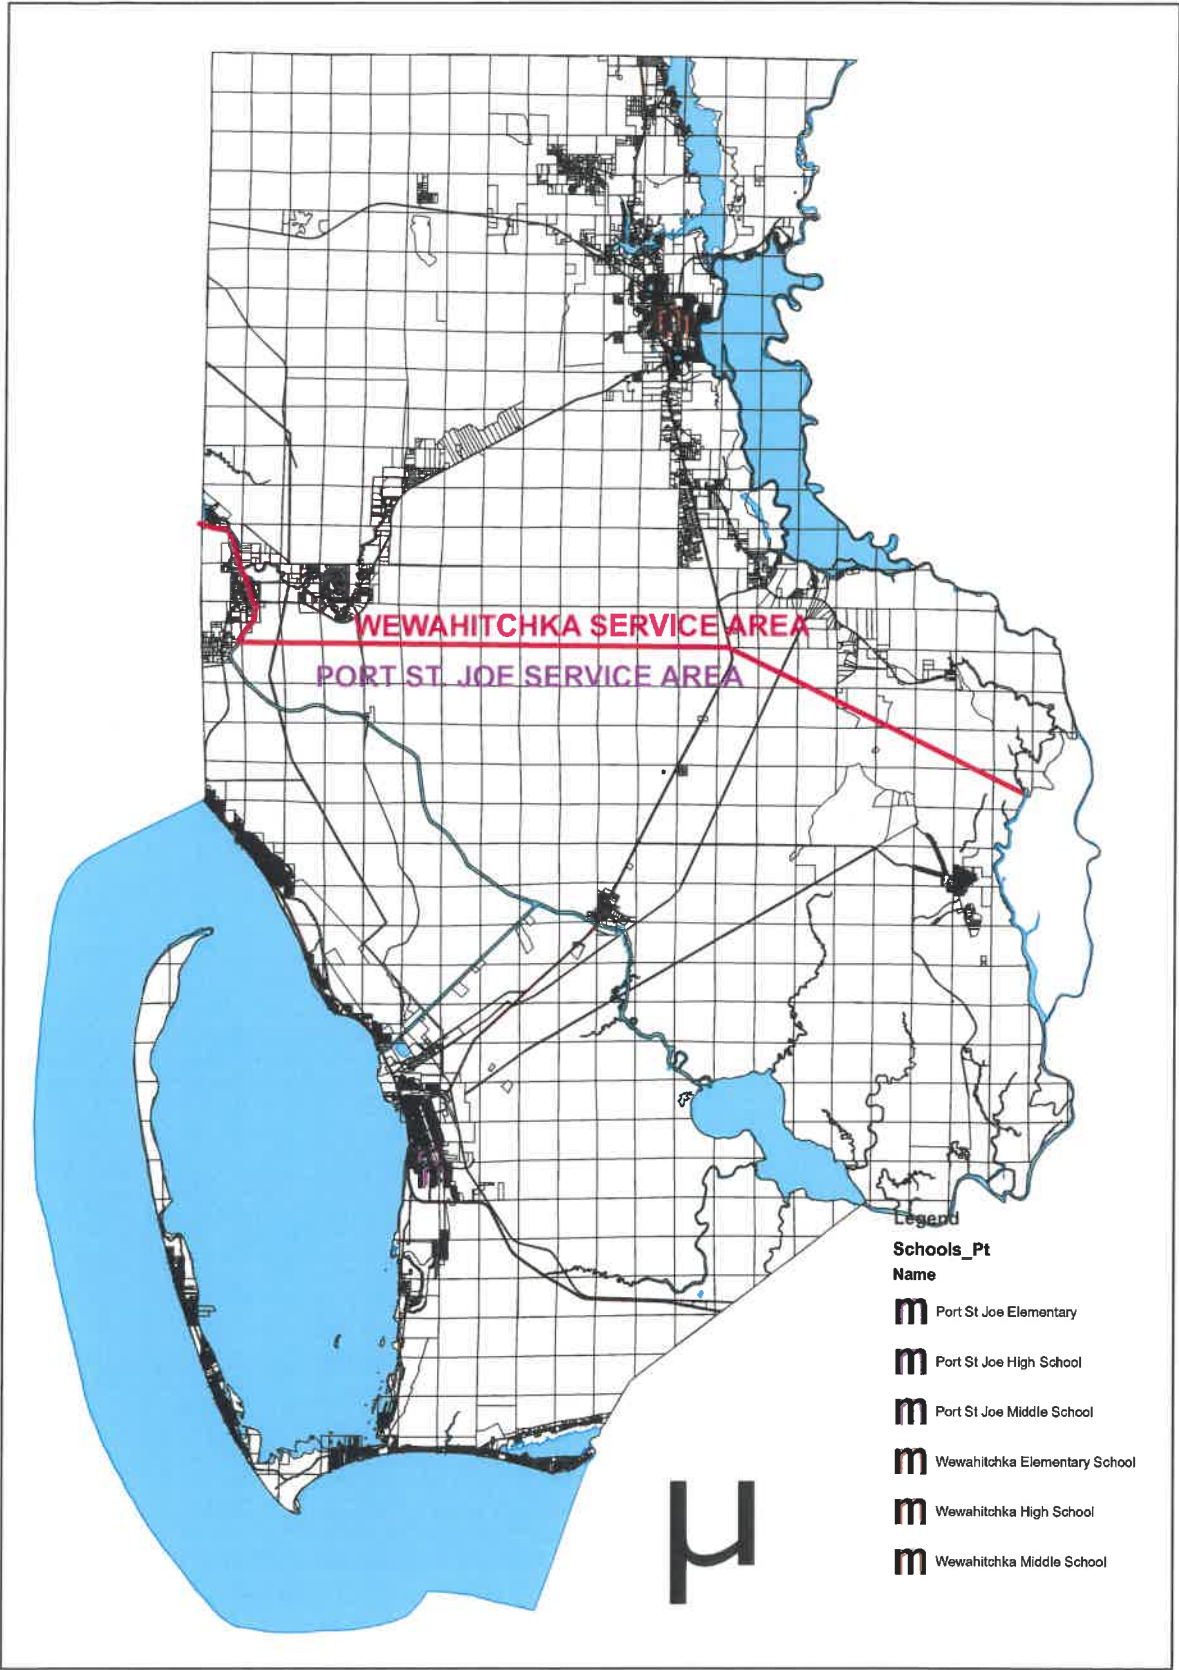 WEWAHITCHKA SERVICE AREA
PORT ST. JOE SERVICE AREA
Legend
Schools_Pt
Name
m Port St Joe Elementary
m Port St Joe High School
m Port St Joe Middle School
m Wewahitchka Elementary School
m Wewahitchka High School
m Wewahitchka Middle School
µ